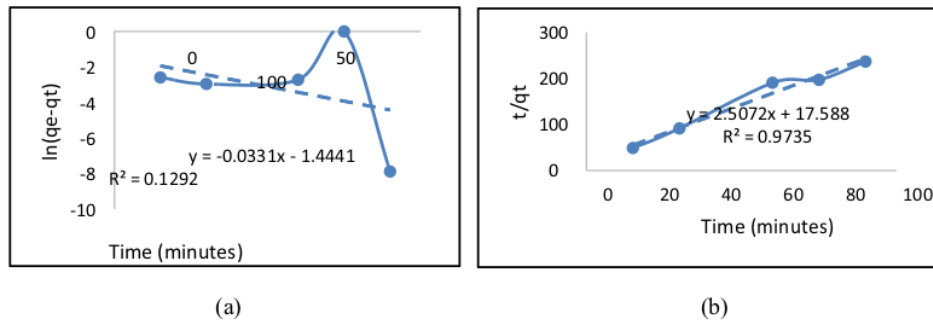 0
-2
-4
-6
-8
-10
ln(qe-qt)
0
50
100
y = -0.0331x - 1.4441
R² = 0.1292
Time (minutes)
(a)
300
200
100
0
t/qt
y = 2.5072x + 17.588
R² = 0.9735
0 20 40 60 80 100
Time (minutes)
(b)